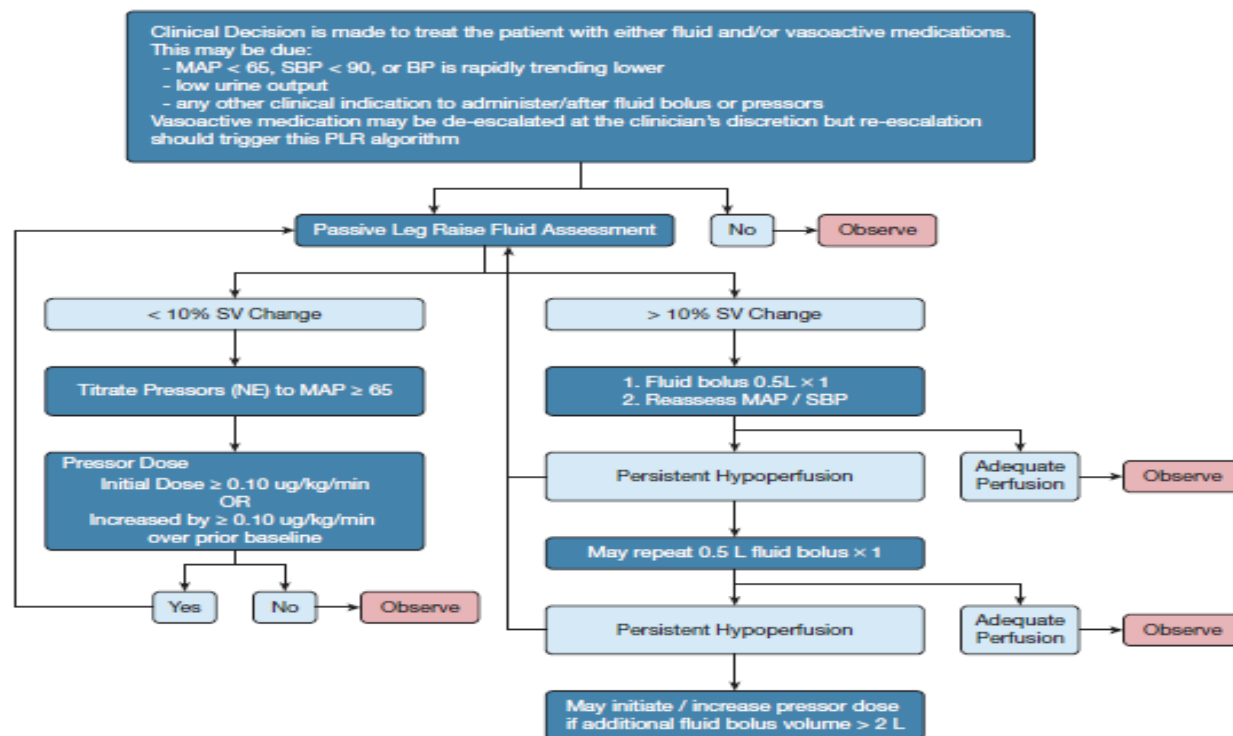 Clinical Decision is made to treat the patient with either fluid and/or vasoactive medications.
This may be due:
- MAP < 65, SBP < 90, or BP is rapidly trending lower
- low urine output
- any other clinical indication to administer/after fluid bolus or pressors
Vasoactive medication may be de-escalated at the clinician's discretion but re-escalation
should trigger this PLR algorithm
Passive Leg Raise Fluid Assessment
No
Observe
< 10% SV Change
> 10% SV Change
Titrate Pressors (NE) to MAP ≥ 65
1. Fluid bolus 0.5L × 1
2. Reassess MAP / SBP
Pressor Dose
Initial Dose ≥ 0.10 ug/kg/min
OR
Increased by ≥ 0.10 ug/kg/min
over prior baseline
Persistent Hypoperfusion
Adequate
Perfusion
Observe
May repeat 0.5 L fluid bolus × 1
Yes
No
Observe
Persistent Hypoperfusion
Adequate
Perfusion
Observe
May initiate / increase pressor dose
if additional fluid bolus volume > 2 L